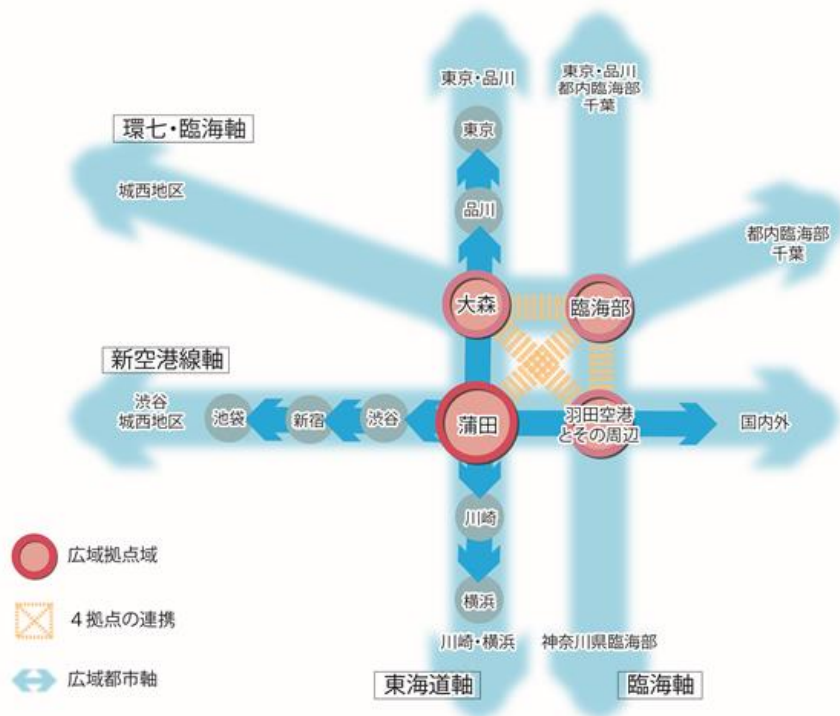 東京・品川
東京・品川
都内臨海部
千葉
環七・臨海軸
東京
城西地区
品川
都内臨海部
千葉
大森
臨海部
新空港線軸
渋谷
城西地区
池袋
新宿
渋谷
蒲田
羽田空港
とその周辺
国内外
川崎
広域拠点域
横浜
4拠点の連携
川崎・横浜
神奈川県臨海部
広域都市軸
東海道軸
臨海軸